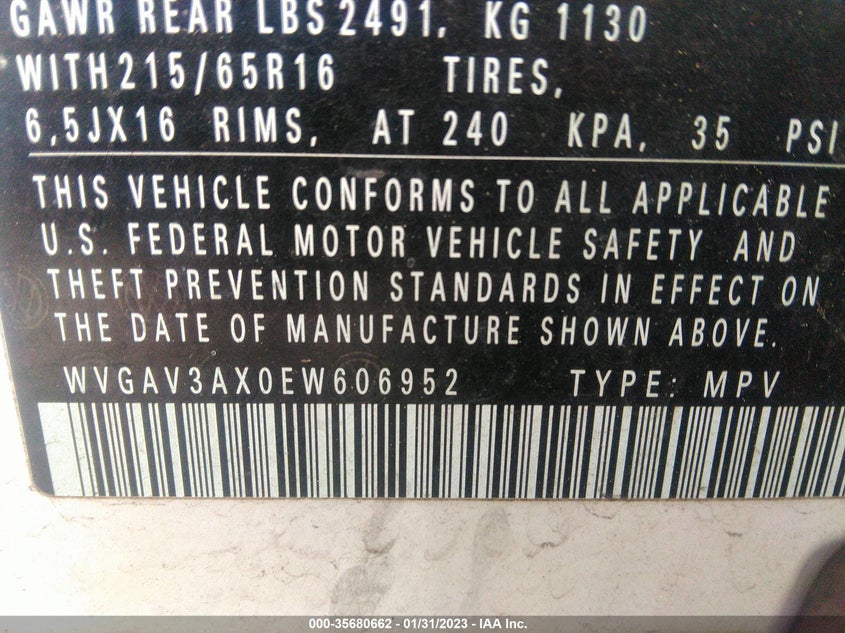 GAWR REAR LBS 2491, KG 1130
WITH 215/65R16 TIRES,
6,5JX16 RIMS, AT 240 KPA, 35 PSI
THIS VEHICLE CONFORMS TO ALL APPLICABLE
U.S. FEDERAL MOTOR VEHICLE SAFETY AND
THEFT PREVENTION STANDARDS IN EFFECT ON
THE DATE OF MANUFACTURE SHOWN ABOVE.
WVGAV3AX0EW606952 TYPE: MPV
000-35680662 - 01/31/2023 - IAA Inc.